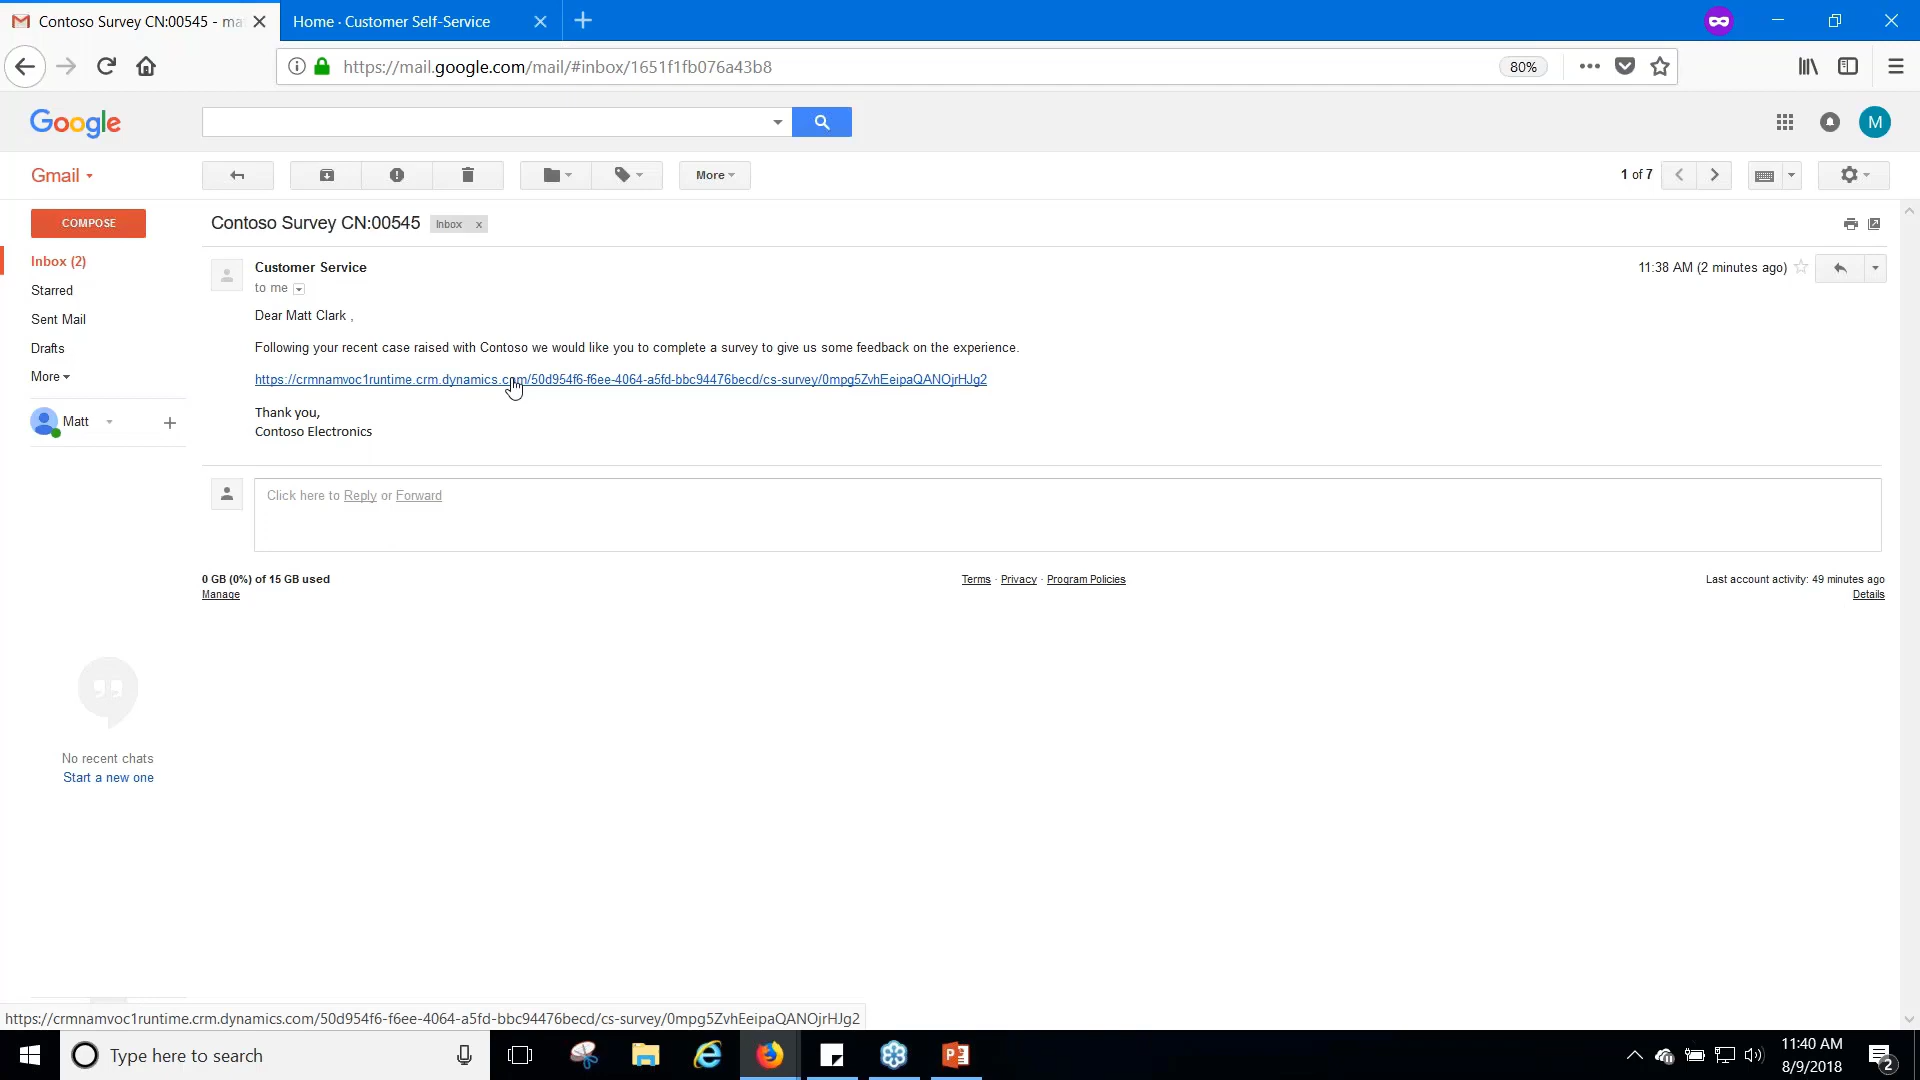 Contoso Survey CN:00545 - ma
Home · Customer Self-Service
https://mail.google.com/mail/#inbox/1651f1fb076a43b8
80%
Google
M
Gmail
More
1 of 7
COMPOSE
Contoso Survey CN:00545
Inbox x
Inbox (2)
Starred
Sent Mail
Drafts
More
Matt
Customer Service
11:38 AM (2 minutes ago)
to me
Dear Matt Clark ,
Following your recent case raised with Contoso we would like you to complete a survey to give us some feedback on the experience.
https://crmnamvoc1runtime.crm.dynamics.com/50d954f6-f6ee-4064-a5fd-bbc94476becd/cs-survey/0mpg5ZvhEeipaQANOjrHJg2
Thank you,
Contoso Electronics
Click here to Reply or Forward
0 GB (0%) of 15 GB used
Manage
Terms · Privacy · Program Policies
Last account activity: 49 minutes ago
Details
No recent chats
Start a new one
https://crmnamvoc1runtime.crm.dynamics.com/50d954f6-f6ee-4064-a5fd-bbc94476becd/cs-survey/0mpg5ZvhEeipaQANOjrHJg2
Type here to search
11:40 AM
8/9/2018
2